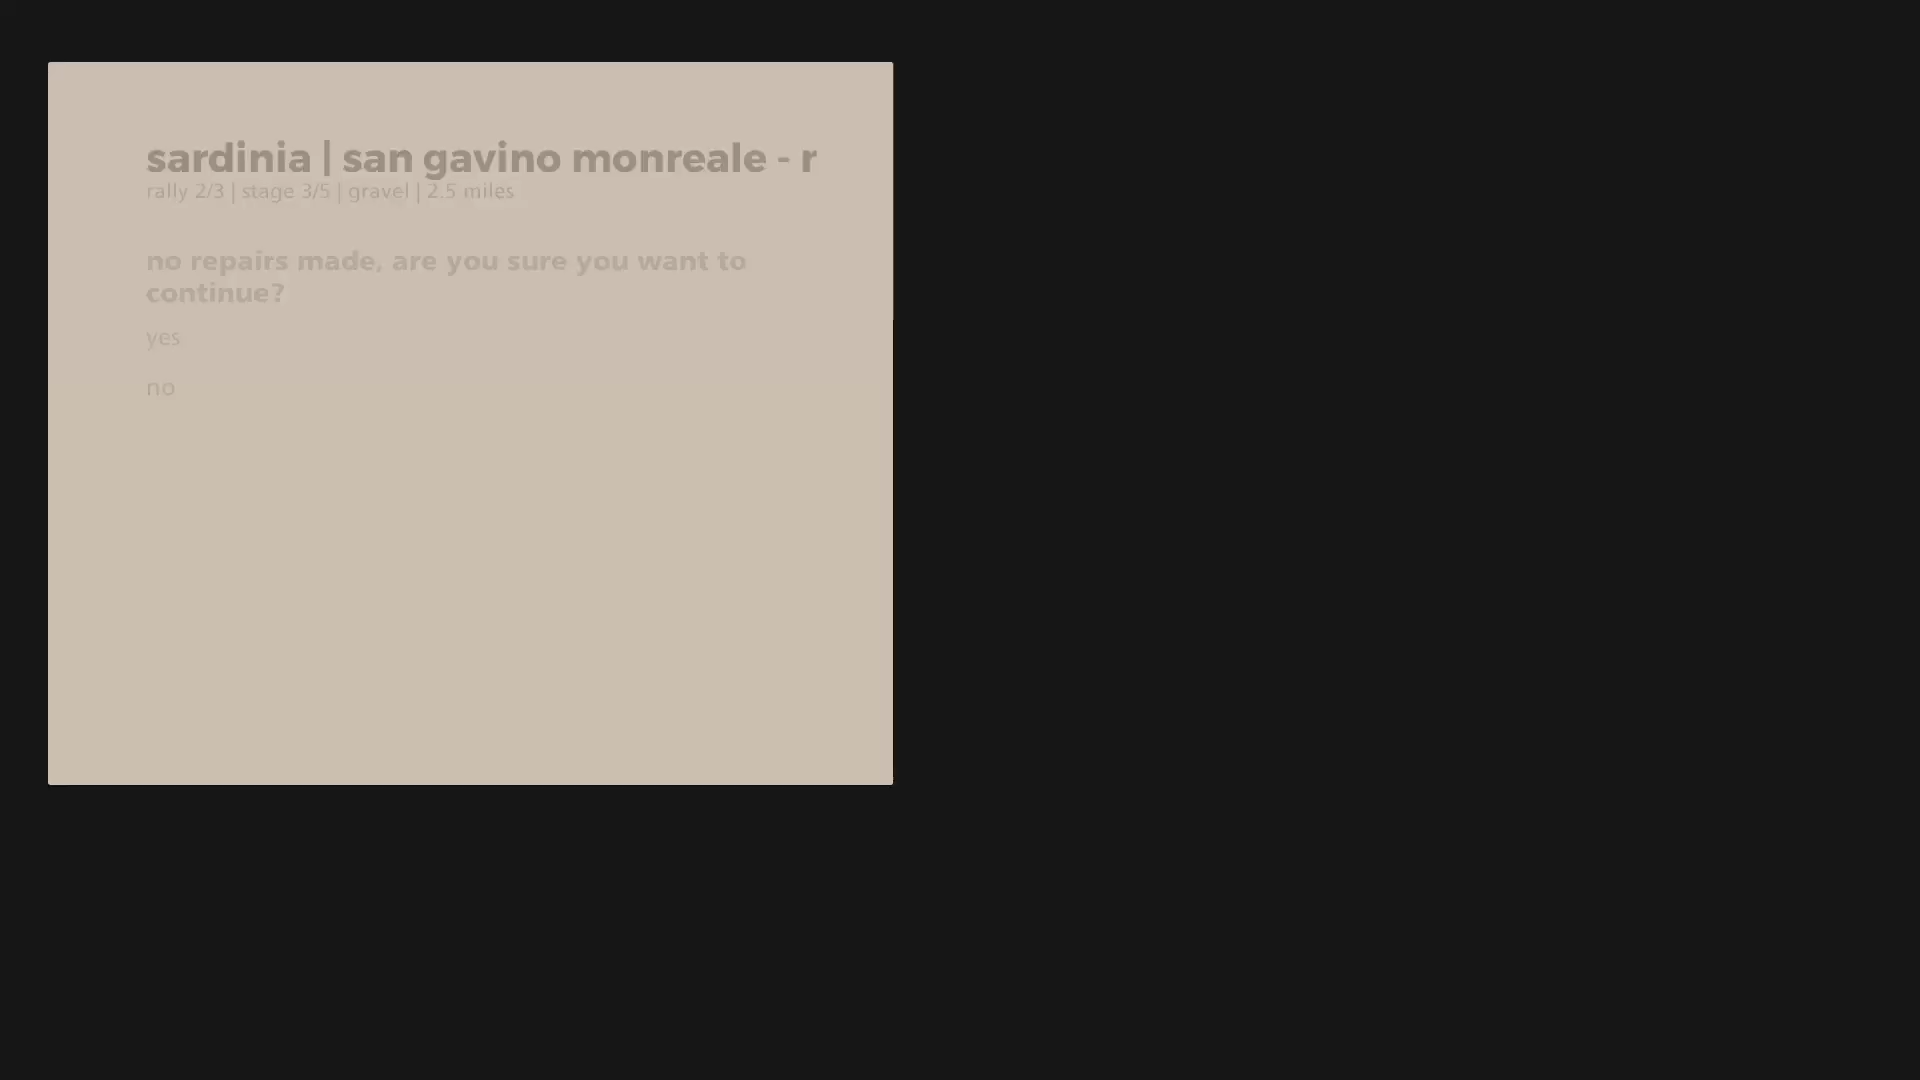 sardinia | san gavino monreale - r
rally 2/3 | stage 3/5 | gravel | 2.5 miles
no repairs made, are you sure you want to
continue?
yes
no